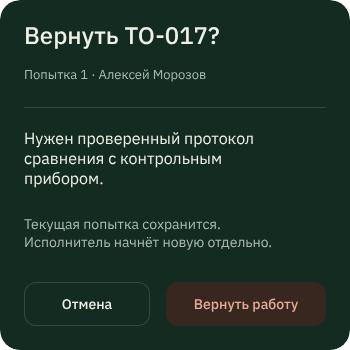 Вернуть ТО-017?
Попытка 1 · Алексей Морозов
Нужен проверенный протокол
сравнения с контрольным
прибором.
Текущая попытка сохранится.
Исполнитель начнёт новую отдельно.
Отмена
Вернуть работу